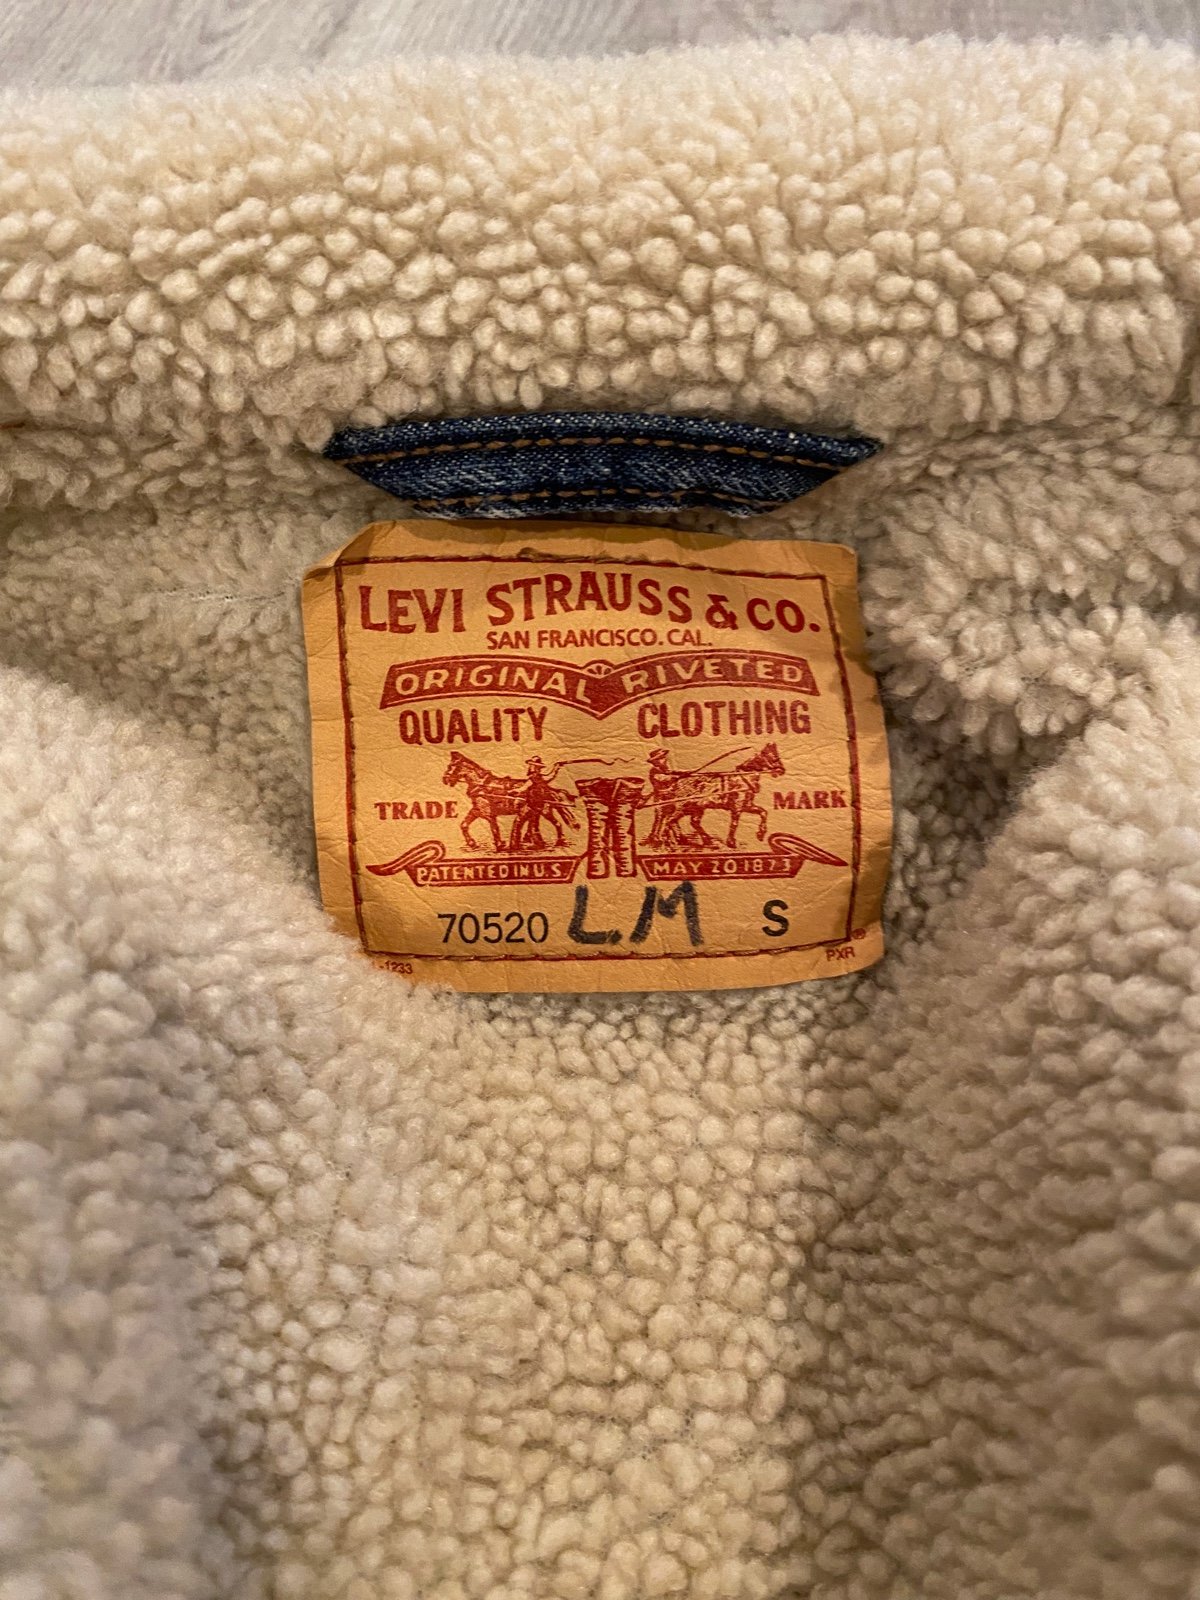 LEVI STRAUSS & CO.
SAN FRANCISCO. CAL.
ORIGINAL RIVETED
QUALITY CLOTHING
TRADE MARK
PATENTED IN U.S. MAY 20 1873
70520 L.M S
-1233 PXR ®